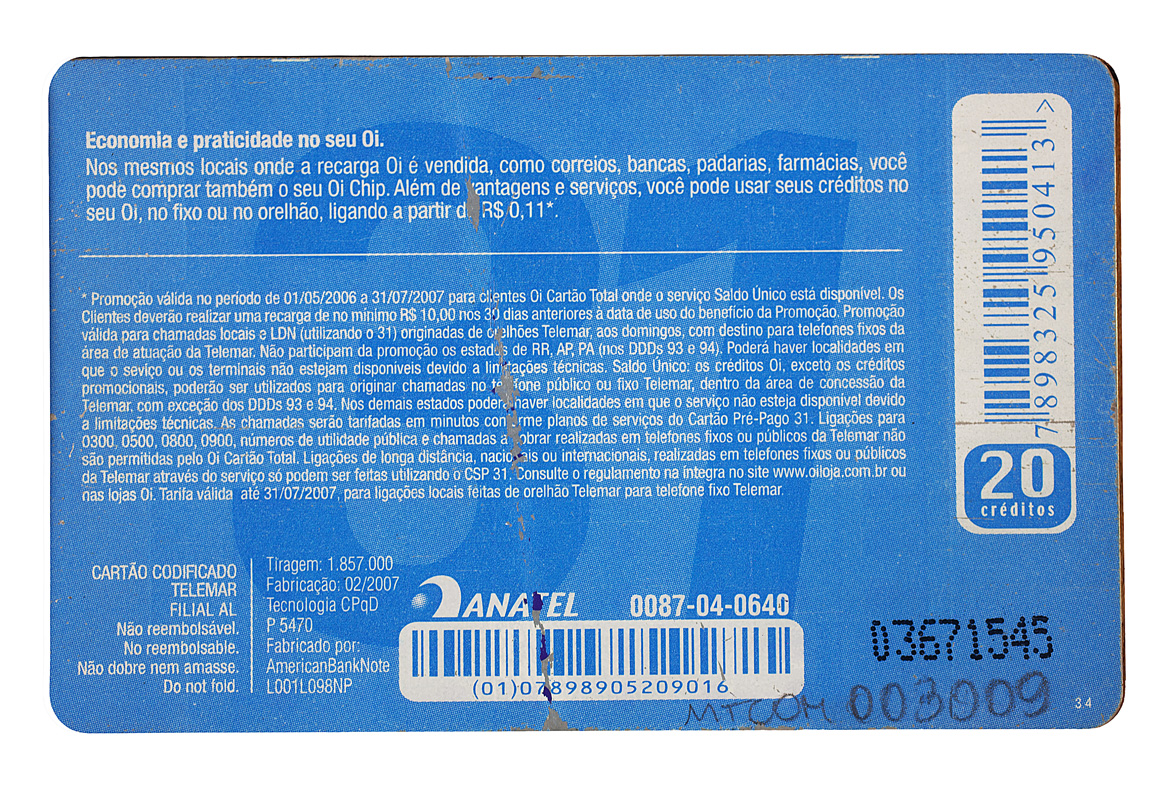 Economia e praticidade no seu Oi.
Nos mesmos locais onde a recarga Oi é vendida, como correios, bancas, padarias, farmácias, você
pode comprar também o seu Oi Chip. Além de vantagens e serviços, você pode usar seus créditos no
seu Oi, no fixo ou no orelhão, ligando a partir de R$ 0,11*.
* Promoção válida no período de 01/05/2006 a 31/07/2007 para clientes Oi Cartão Total onde o serviço Saldo Único está disponível. Os
Clientes deverão realizar uma recarga de no mínimo R$ 10,00 nos 30 dias anteriores à data de uso do benefício da Promoção. Promoção
válida para chamadas locais e LDN (utilizando o 31) originadas de orelhões Telemar, aos domingos, com destino para telefones fixos da
área de atuação da Telemar. Não participam da promoção os estados de RR, AP, PA (nos DDDs 93 e 94). Poderá haver localidades em
que o seviço ou os terminais não estejam disponíveis devido a limitações técnicas. Saldo Único: os créditos Oi, exceto os créditos
promocionais, poderão ser utilizados para originar chamadas no telefone público ou fixo Telemar, dentro da área de concessão da
Telemar, com exceção dos DDDs 93 e 94. Nos demais estados poderá haver localidades em que o serviço não esteja disponível devido
a limitações técnicas. As chamadas serão tarifadas em minutos conforme planos de serviços do Cartão Pré-Pago 31. Ligações para
0300, 0500, 0800, 0900, números de utilidade pública e chamadas a cobrar realizadas em telefones fixos ou públicos da Telemar não
são permitidas pelo Oi Cartão Total. Ligações de longa distância, nacionais ou internacionais, realizadas em telefones fixos ou públicos
da Telemar através do serviço só podem ser feitas utilizando o CSP 31. Consulte o regulamento na íntegra no site www.oiloja.com.br ou
nas lojas Oi. Tarifa válida até 31/07/2007, para ligações locais feitas de orelhão Telemar para telefone fixo Telemar.
7 898325 950413 >
20
créditos
CARTÃO CODIFICADO
TELEMAR
FILIAL AL
Não reembolsável.
No reembolsable.
Não dobre nem amasse.
Do not fold.
Tiragem: 1.857.000
Fabricação: 02/2007
Tecnologia CPqD
P 5470
Fabricado por:
AmericanBankNote
L001L098NP
ANATEL 0087-04-0640
(01)07898905209016
03671543
MTCOM 003009
34
31